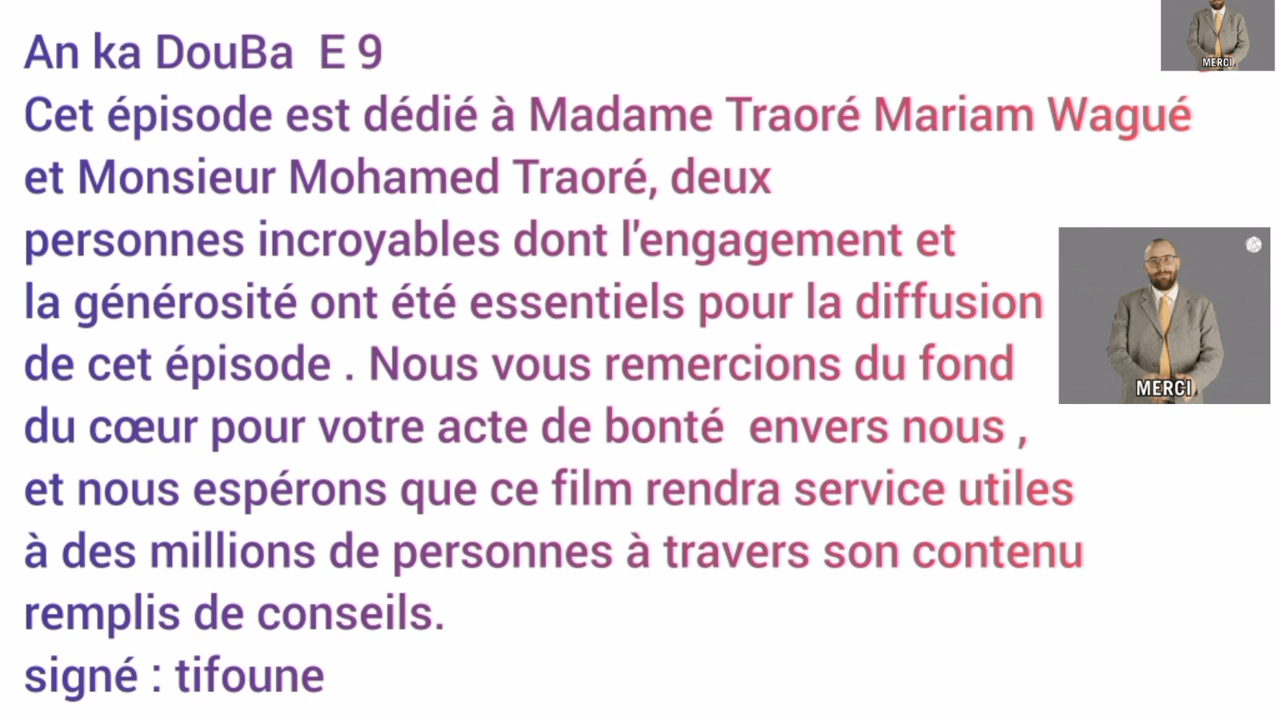 An ka DouBa  E 9
MERCI
Cet épisode est dédié à Madame Traoré Mariam Wagué
et Monsieur Mohamed Traoré, deux
personnes incroyables dont l'engagement et
la générosité ont été essentiels pour la diffusion
de cet épisode . Nous vous remercions du fond
MERCI
du cœur pour votre acte de bonté  envers nous ,
et nous espérons que ce film rendra service utiles
à des millions de personnes à travers son contenu
remplis de conseils.
signé : tifoune